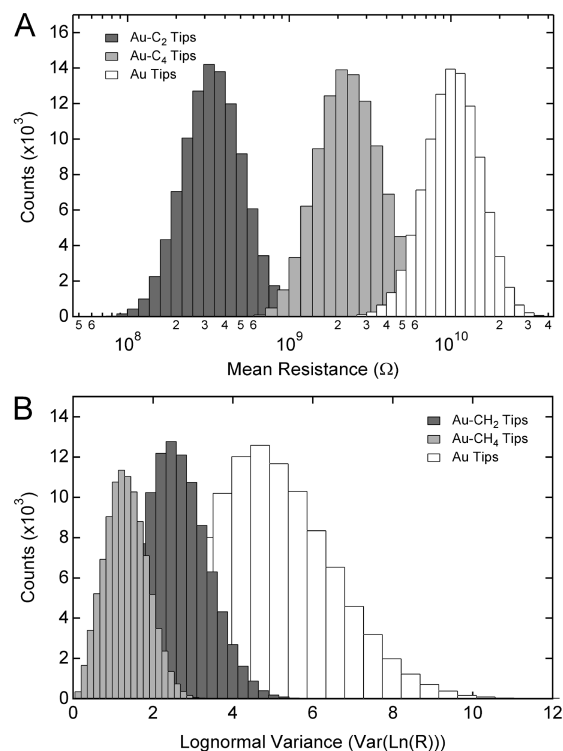 A
Au-C₂ Tips
Au-C₄ Tips
Au Tips
Counts (x10³)
16
14
12
10
8
6
4
2
0
5 6 2 3 4 5 6 2 3 4 5 6 2 3 4
10⁸ 10⁹ 10¹⁰
Mean Resistance (Ω)
B
Au-CH₂ Tips
Au-CH₄ Tips
Au Tips
Counts (x10³)
14
12
10
8
6
4
2
0
0 2 4 6 8 10 12
Lognormal Variance (Var(Ln(R)))